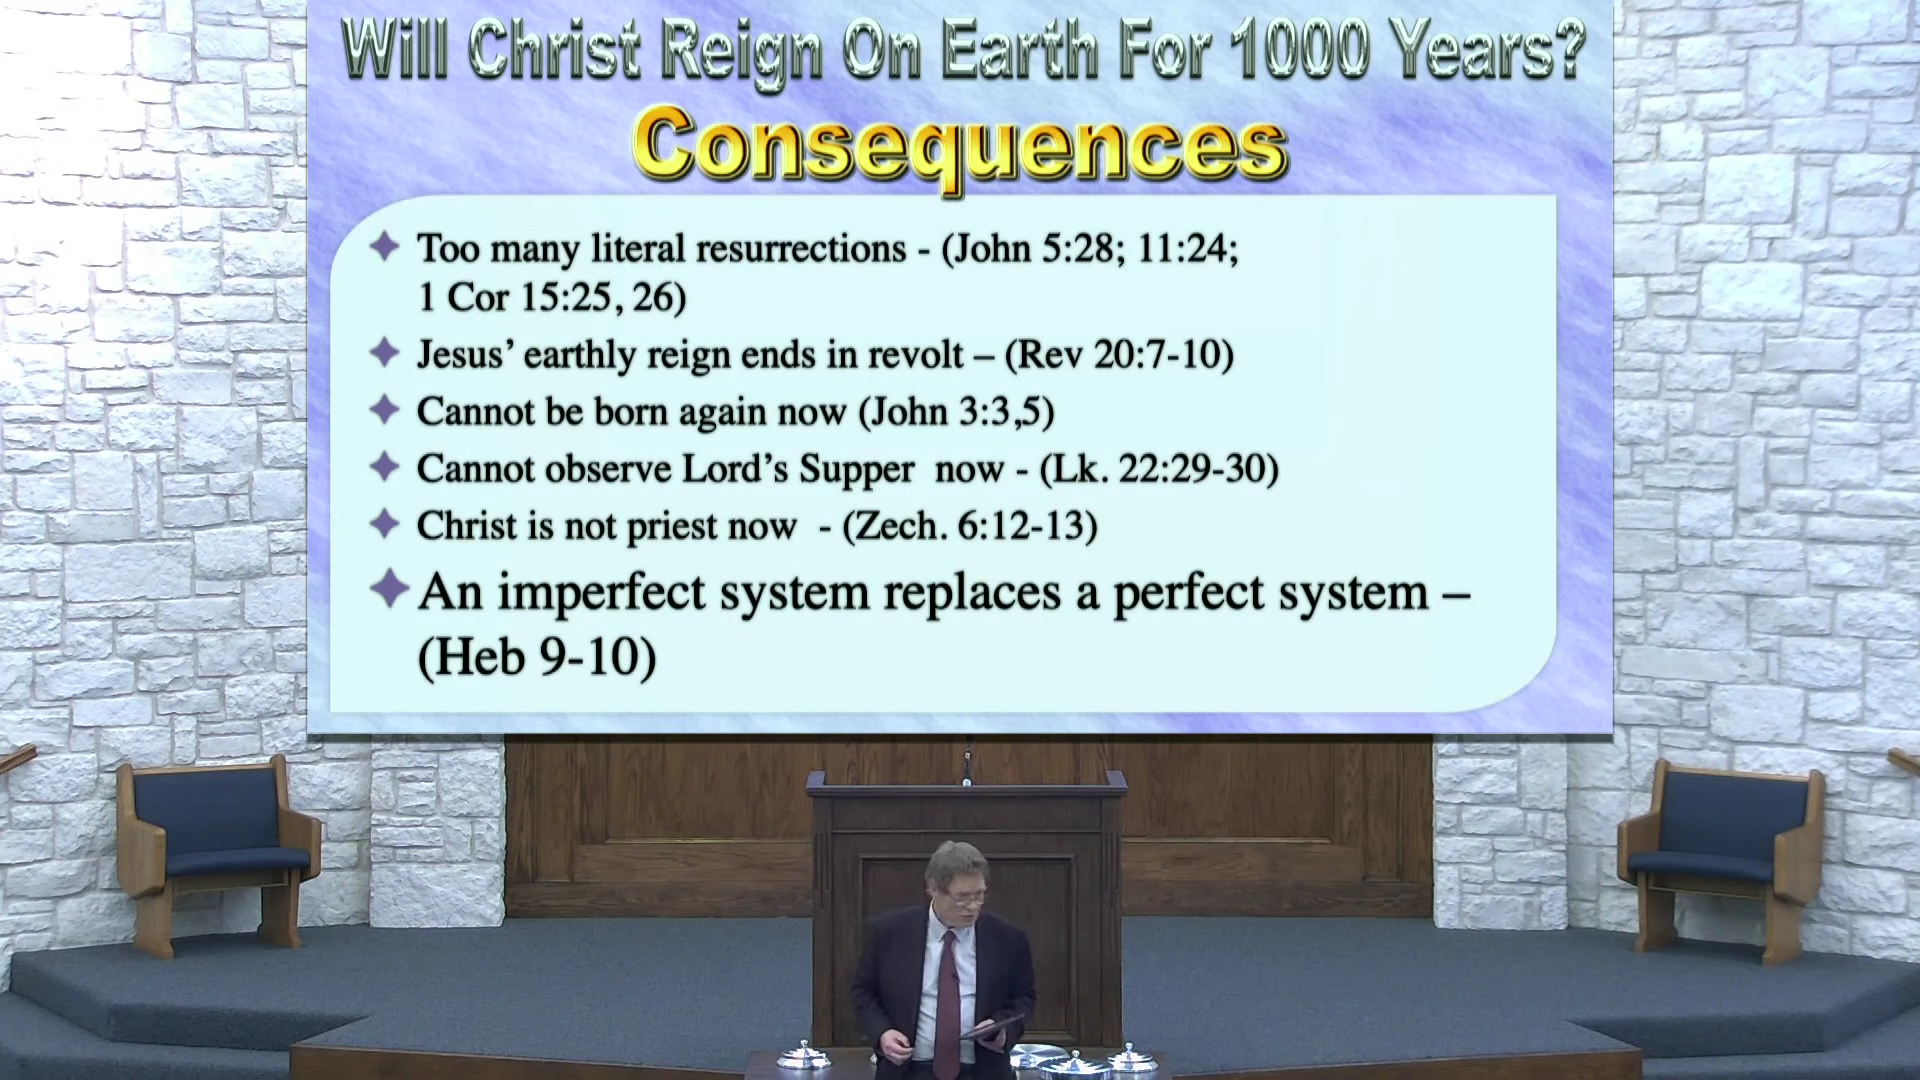 Will Christ Reign On Earth For 1000 Years?
Consequences
Too many literal resurrections - (John 5:28; 11:24;
1 Cor 15:25, 26)
Jesus’ earthly reign ends in revolt – (Rev 20:7-10)
Cannot be born again now (John 3:3,5)
Cannot observe Lord’s Supper  now - (Lk. 22:29-30)
Christ is not priest now  - (Zech. 6:12-13)
An imperfect system replaces a perfect system –
(Heb 9-10)